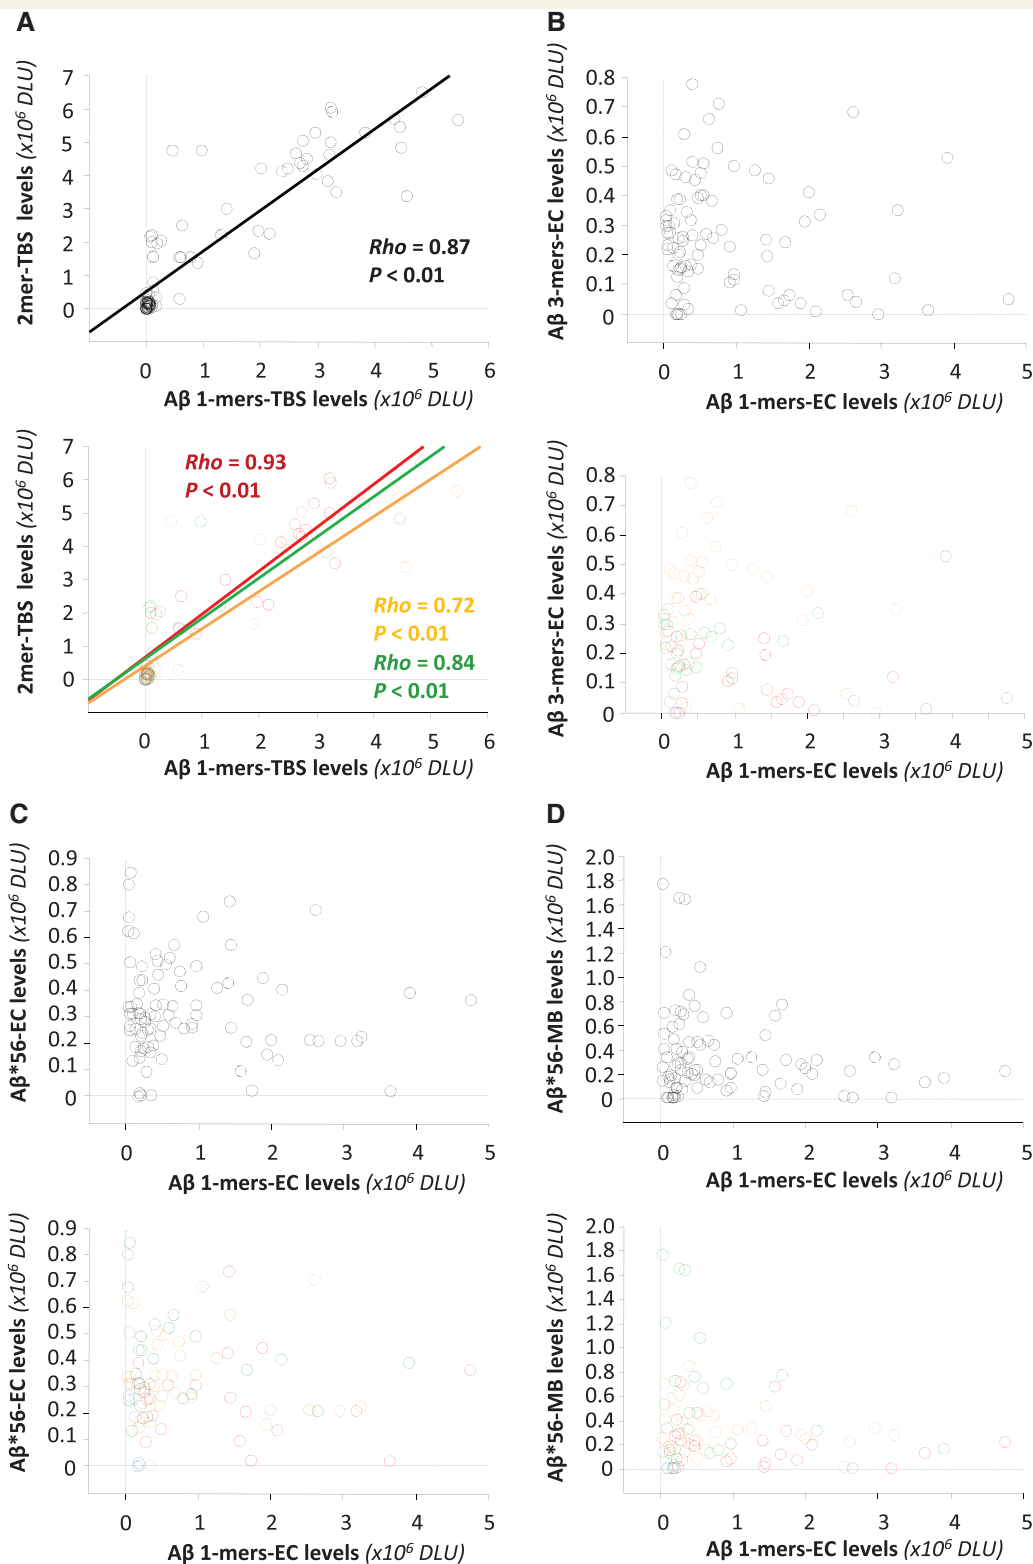 A
2mer-TBS levels (x10⁶ DLU)
7
6
5
4
3
2
1
0
Rho = 0.87
P < 0.01
0 1 2 3 4 5 6
Aβ 1-mers-TBS levels (x10⁶ DLU)
B
Aβ 3-mers-EC levels (x10⁶ DLU)
0.8
0.7
0.6
0.5
0.4
0.3
0.2
0.1
0
0 1 2 3 4 5
Aβ 1-mers-EC levels (x10⁶ DLU)
2mer-TBS levels (x10⁶ DLU)
7
6
5
4
3
2
1
0
Rho = 0.93
P < 0.01
Rho = 0.72
P < 0.01
Rho = 0.84
P < 0.01
0 1 2 3 4 5 6
Aβ 1-mers-TBS levels (x10⁶ DLU)
Aβ 3-mers-EC levels (x10⁶ DLU)
0.8
0.7
0.6
0.5
0.4
0.3
0.2
0.1
0
0 1 2 3 4 5
Aβ 1-mers-EC levels (x10⁶ DLU)
C
Aβ*56-EC levels (x10⁶ DLU)
0.9
0.8
0.7
0.6
0.5
0.4
0.3
0.2
0.1
0
0 1 2 3 4 5
Aβ 1-mers-EC levels (x10⁶ DLU)
D
Aβ*56-MB levels (x10⁶ DLU)
2.0
1.8
1.6
1.4
1.2
1.0
0.8
0.6
0.4
0.2
0
0 1 2 3 4 5
Aβ 1-mers-EC levels (x10⁶ DLU)
Aβ*56-EC levels (x10⁶ DLU)
0.9
0.8
0.7
0.6
0.5
0.4
0.3
0.2
0.1
0
0 1 2 3 4 5
Aβ 1-mers-EC levels (x10⁶ DLU)
Aβ*56-MB levels (x10⁶ DLU)
2.0
1.8
1.6
1.4
1.2
1.0
0.8
0.6
0.4
0.2
0
0 1 2 3 4 5
Aβ 1-mers-EC levels (x10⁶ DLU)